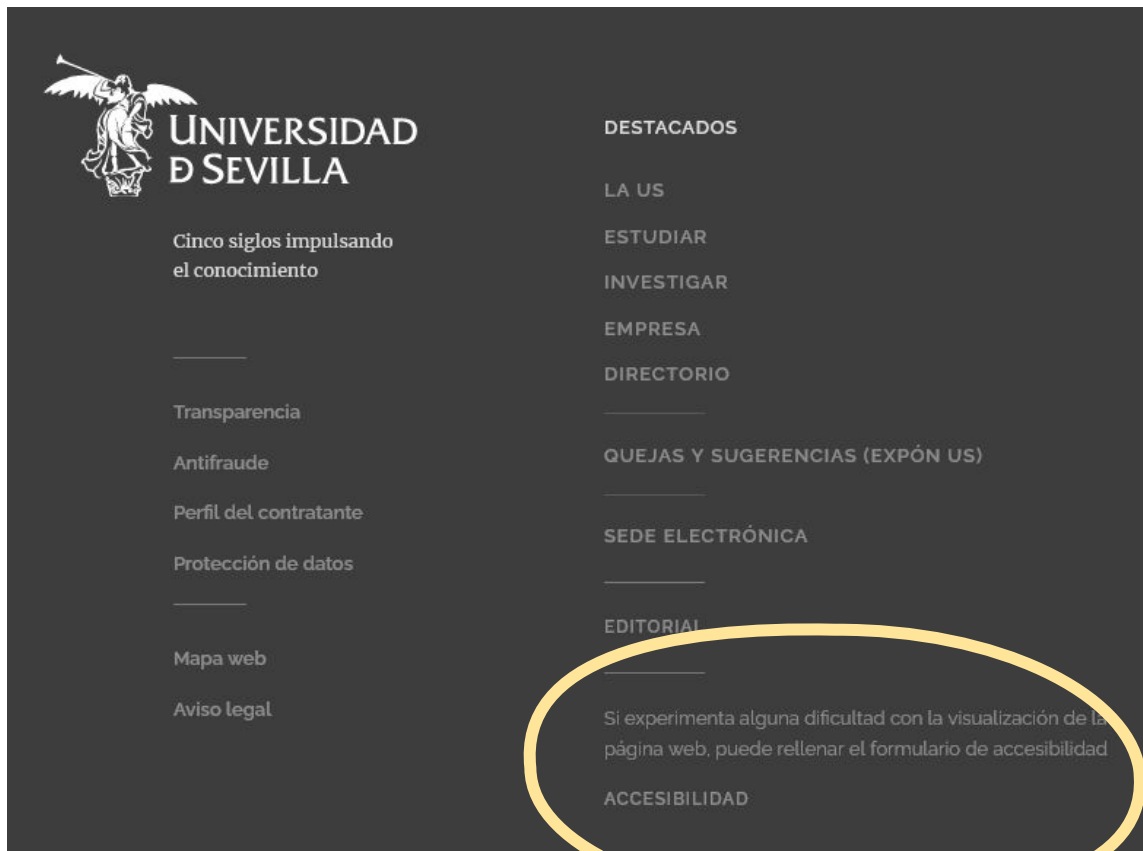 UNIVERSIDAD
Đ SEVILLA
Cinco siglos impulsando
el conocimiento
Transparencia
Antifraude
Perfil del contratante
Protección de datos
Mapa web
Aviso legal
DESTACADOS
LA US
ESTUDIAR
INVESTIGAR
EMPRESA
DIRECTORIO
QUEJAS Y SUGERENCIAS (EXPÓN US)
SEDE ELECTRÓNICA
EDITORIAL
Si experimenta alguna dificultad con la visualización de la
página web, puede rellenar el formulario de accesibilidad
ACCESIBILIDAD